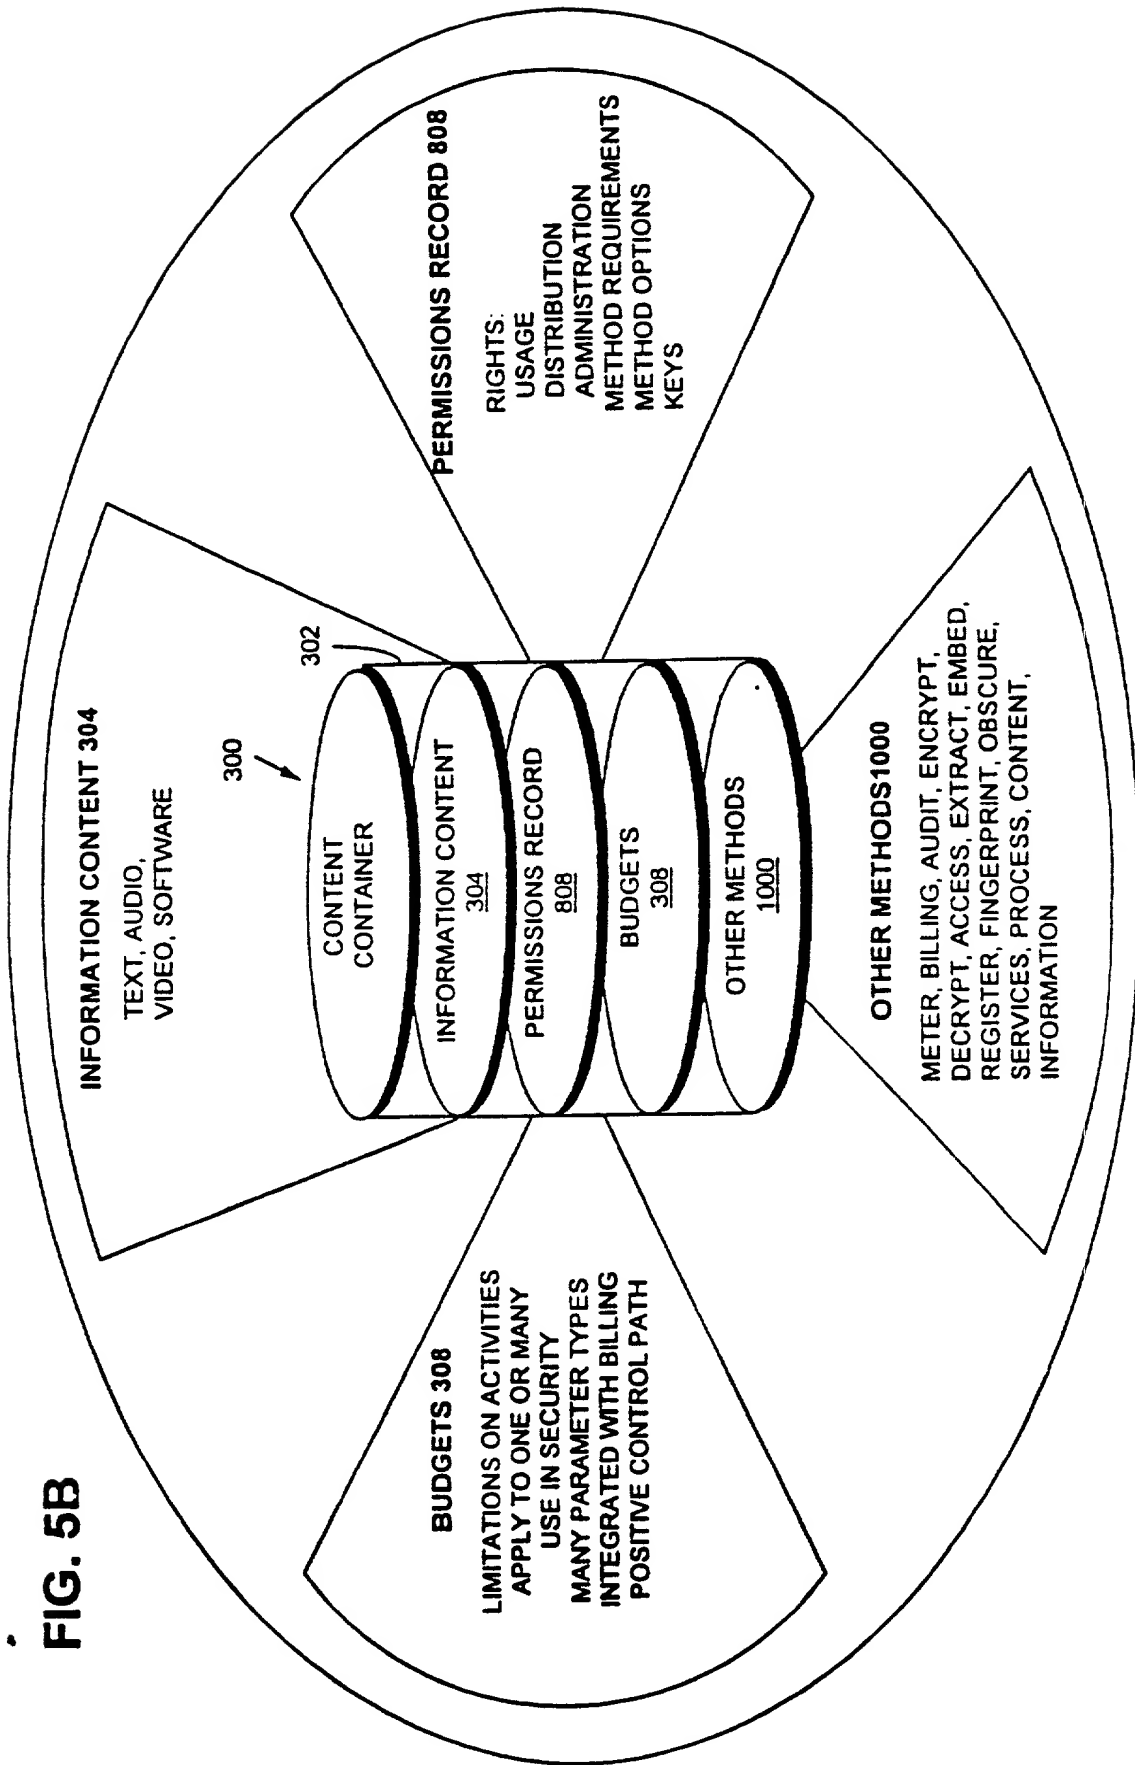 FIG. 5B
INFORMATION CONTENT 304
TEXT, AUDIO,
VIDEO, SOFTWARE
BUDGETS 308
LIMITATIONS ON ACTIVITIES
APPLY TO ONE OR MANY
USE IN SECURITY
MANY PARAMETER TYPES
INTEGRATED WITH BILLING
POSITIVE CONTROL PATH
300
302
CONTENT
CONTAINER
INFORMATION CONTENT
304
PERMISSIONS RECORD
808
BUDGETS
308
OTHER METHODS
1000
PERMISSIONS RECORD 808
RIGHTS:
USAGE
DISTRIBUTION
ADMINISTRATION
METHOD REQUIREMENTS
METHOD OPTIONS
KEYS
OTHER METHODS1000
METER, BILLING, AUDIT, ENCRYPT,
DECRYPT, ACCESS, EXTRACT, EMBED,
REGISTER, FINGERPRINT, OBSCURE,
SERVICES, PROCESS, CONTENT,
INFORMATION